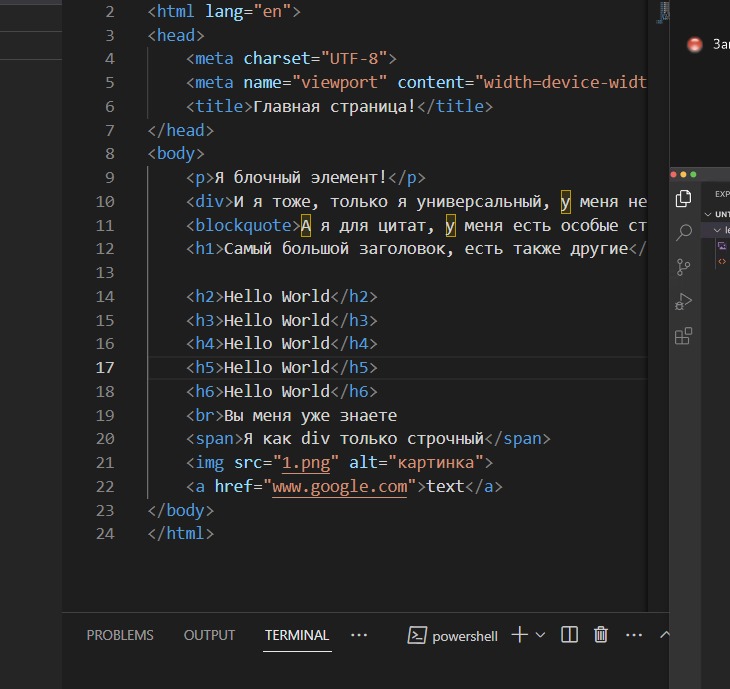 2 <html lang="en">
3 <head>
4 <meta charset="UTF-8">
5 <meta name="viewport" content="width=device-widt
6 <title>Главная страница!</title>
7 </head>
8 <body>
9 <p>Я блочный элемент!</p>
10 <div>И я тоже, только я универсальный, у меня не
11 <blockquote>А я для цитат, у меня есть особые ст
12 <h1>Самый большой заголовок, есть также другие</
13
14 <h2>Hello World</h2>
15 <h3>Hello World</h3>
16 <h4>Hello World</h4>
17 <h5>Hello World</h5>
18 <h6>Hello World</h6>
19 <br>Вы меня уже знаете
20 <span>Я как div только строчный</span>
21 <img src="1.png" alt="картинка">
22 <a href="www.google.com">text</a>
23 </body>
24 </html>
PROBLEMS OUTPUT TERMINAL powershell
Зап
EXP
UNT
le